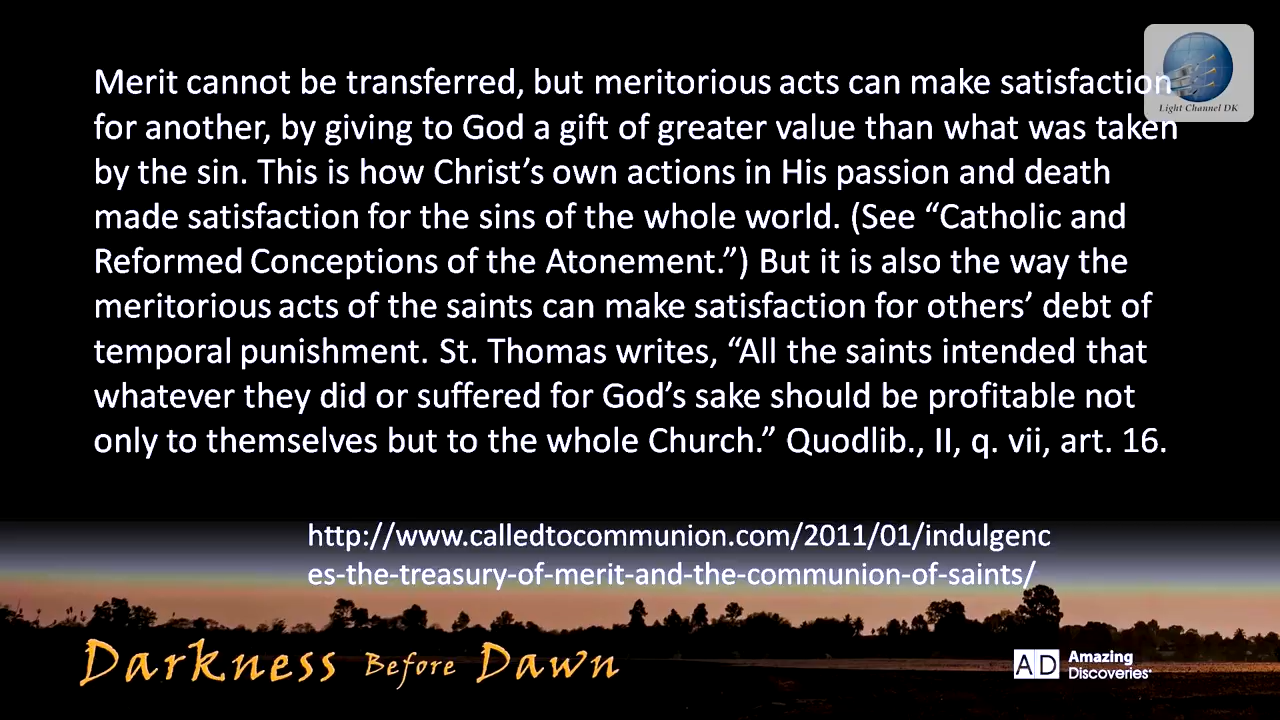 Merit cannot be transferred, but meritorious acts can make satisfaction
for another, by giving to God a gift of greater value than what was taken
by the sin. This is how Christ’s own actions in His passion and death
made satisfaction for the sins of the whole world. (See “Catholic and
Reformed Conceptions of the Atonement.”) But it is also the way the
meritorious acts of the saints can make satisfaction for others’ debt of
temporal punishment. St. Thomas writes, “All the saints intended that
whatever they did or suffered for God’s sake should be profitable not
only to themselves but to the whole Church.” Quodlib., II, q. vii, art. 16.
Light Channel DK
http://www.calledtocommunion.com/2011/01/indulgenc
es-the-treasury-of-merit-and-the-communion-of-saints/
Darkness Before Dawn
AD Amazing
Discoveries